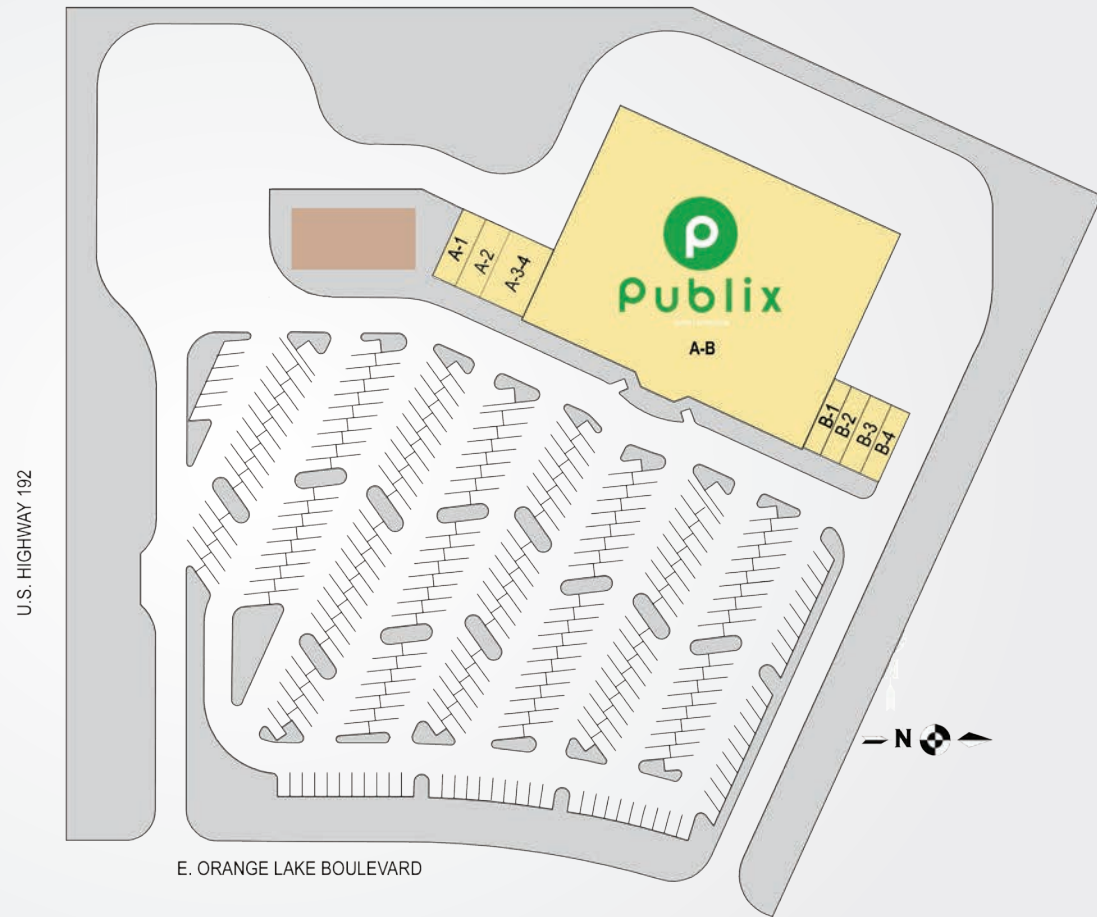 A-1
A-2
A-3-4
p
Publix
A-B
B-1
B-2
B-3
B-4
U.S. HIGHWAY 192
N
E. ORANGE LAKE BOULEVARD